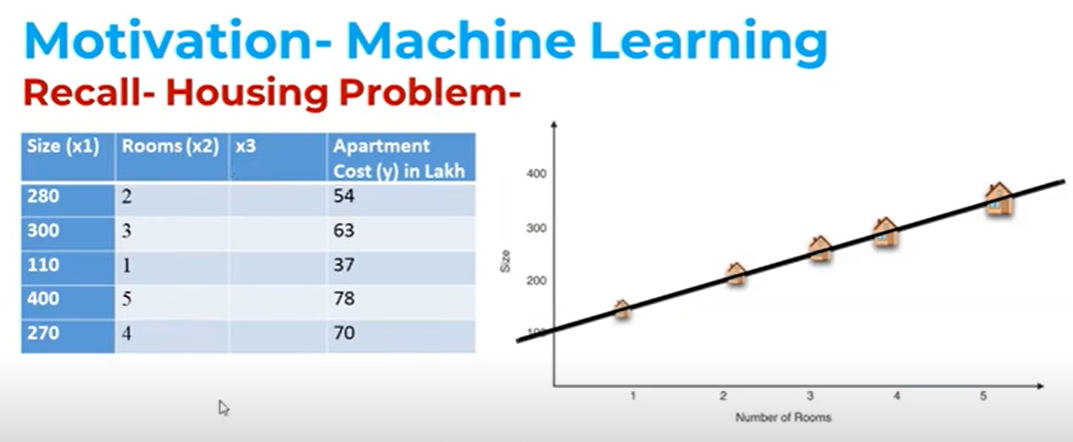 Motivation- Machine Learning
Recall- Housing Problem-
Size (x1) Rooms (x2) x3 Apartment Cost (y) in Lakh
280 2 54
300 3 63
110 1 37
400 5 78
270 4 70
400
300
200
100
Size
1 2 3 4 5
Number of Rooms